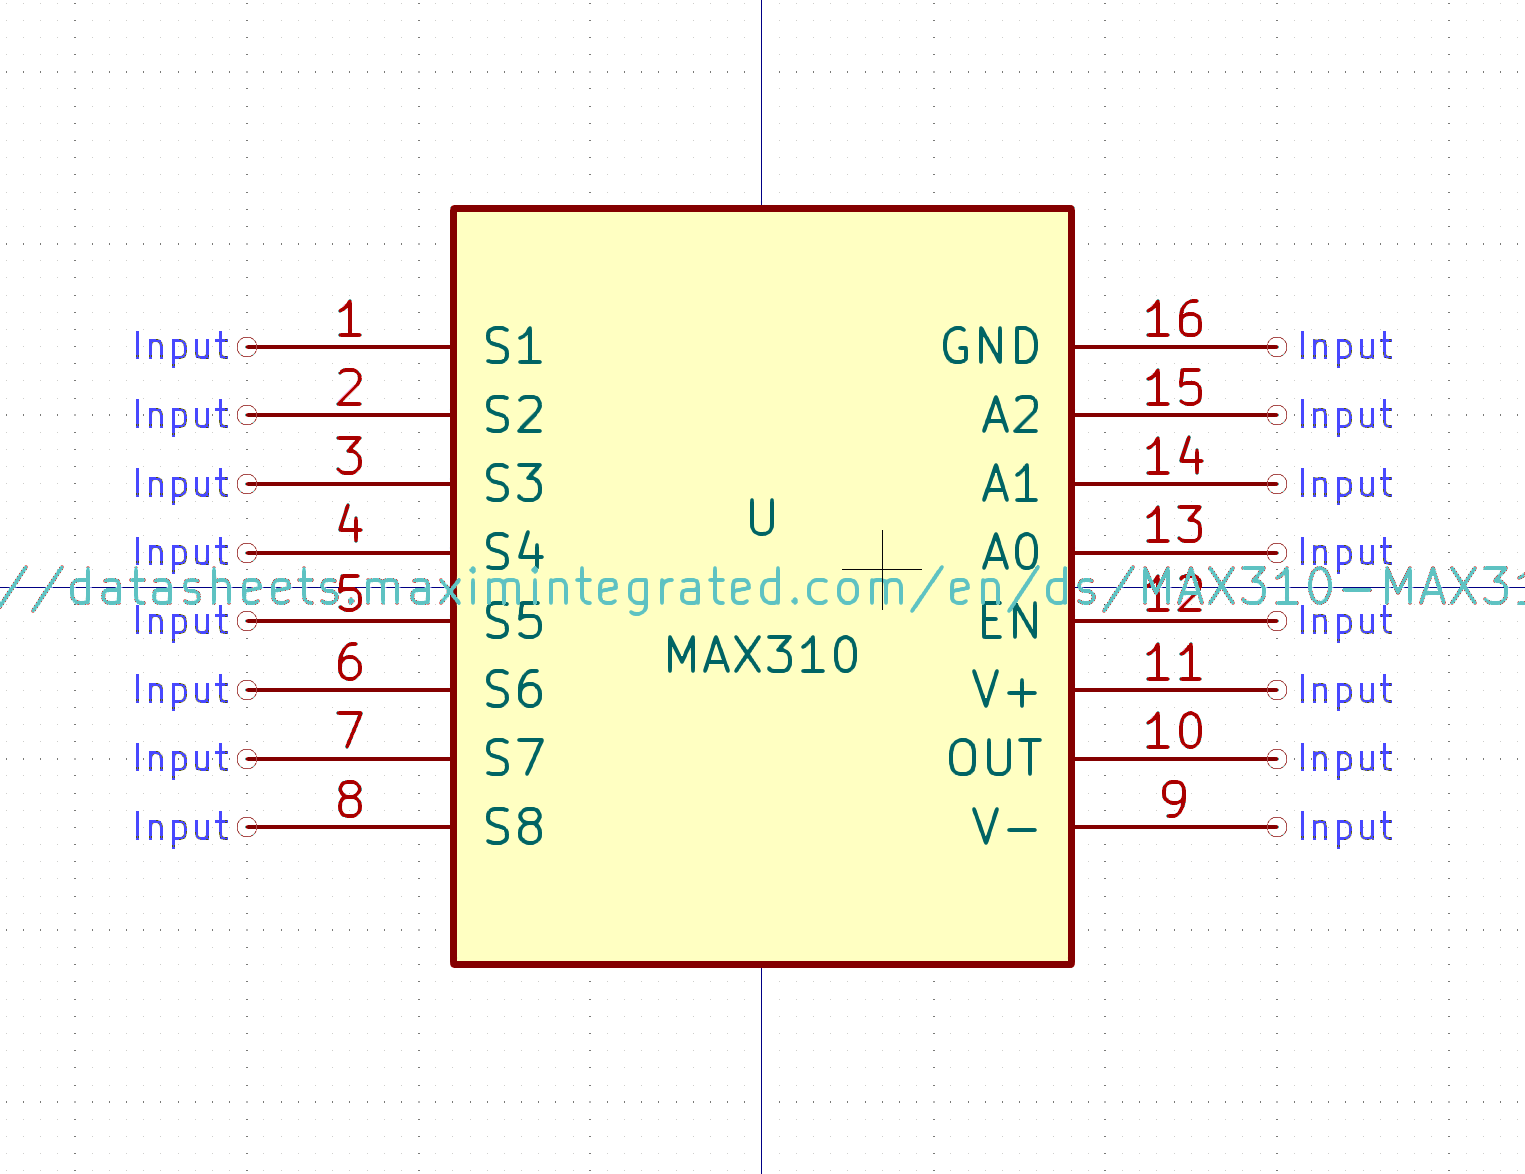 1 16
Input S1 GND Input
2 15
Input S2 A2 Input
3 14
Input S3 A1 Input
4 U 13
Input S4 A0 Input
//datasheets.maximintegrated.com/en/ds/MAX310-MAX31
5 12
Input S5 EN Input
6 MAX310 11
Input S6 V+ Input
7 10
Input S7 OUT Input
8 9
Input S8 V- Input